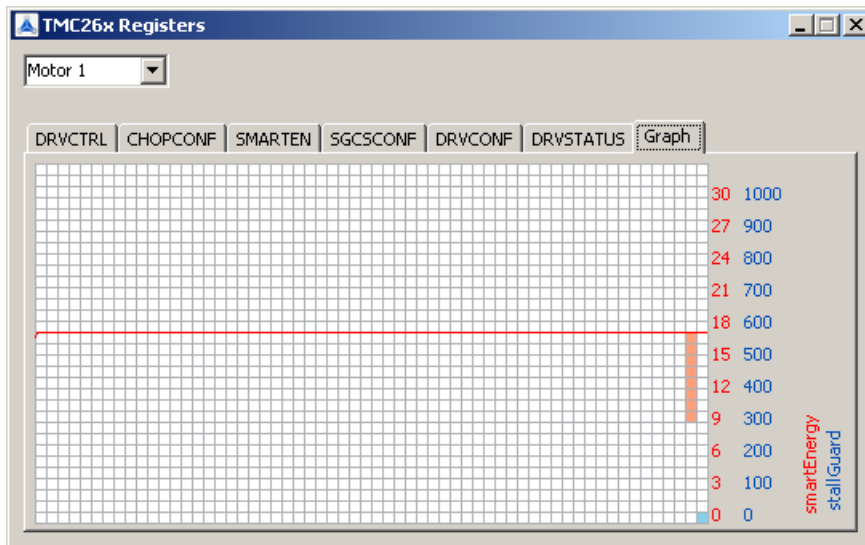 TMC26x Registers
Motor 1
DRVCTRL CHOPCONF SMARTEN SGCSCONF DRVCONF DRVSTATUS Graph
30 1000
27 900
24 800
21 700
18 600
15 500
12 400
9 300
6 200
3 100
0 0
smartEnergy
stallGuard